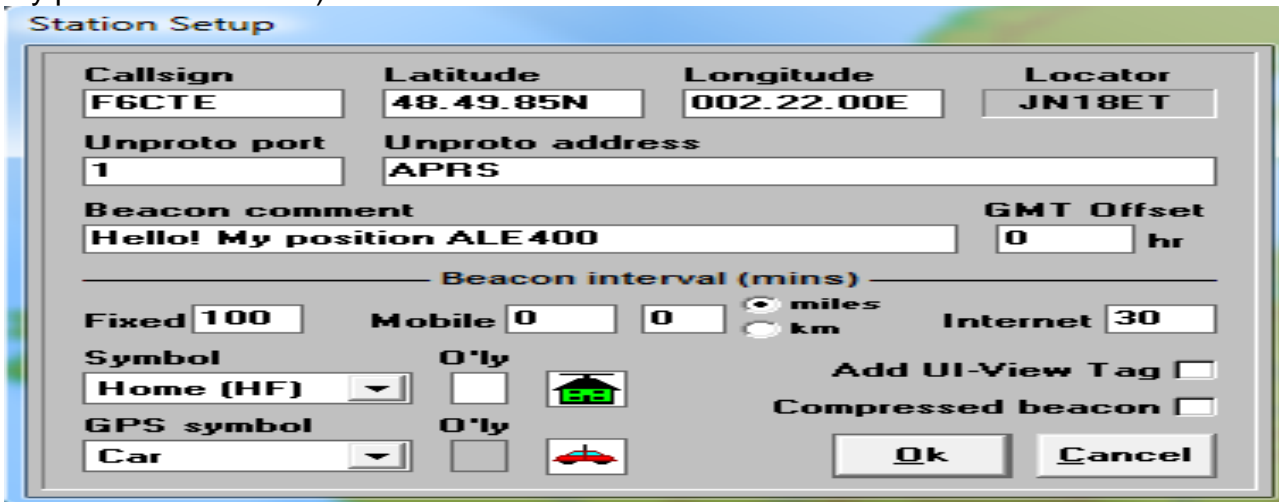 Station Setup
Callsign Latitude Longitude Locator
F6CTE 48.49.85N 002.22.00E JN18ET
Unproto port Unproto address
1 APRS
Beacon comment GMT Offset
Hello! My position ALE400 0 hr
Beacon interval (mins)
Fixed 100 Mobile 0 0 miles km Internet 30
Symbol O'ly Add UI-View Tag
Home (HF)
Compressed beacon
GPS symbol O'ly
Car Ok Cancel